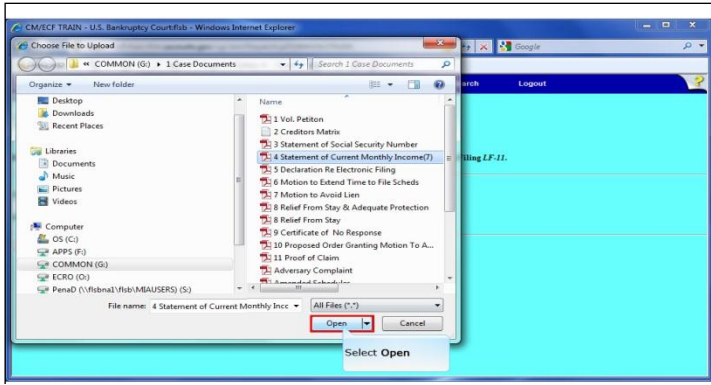 CM/ECF TRAIN - U.S. Bankruptcy Court:flsb - Windows Internet Explorer
Choose File to Upload
« COMMON (G:) ▸ 1 Case Documents
Search 1 Case Documents
Google
Organize
New folder
Logout
Desktop
Downloads
Recent Places
Libraries
Documents
Music
Pictures
Videos
Computer
OS (C:)
APPS (F:)
COMMON (G:)
ECRO (O:)
PenaD (\\flsbna1\flsb\MIAUSERS) (S:)
Name
1 Vol. Petiton
2 Creditors Matrix
3 Statement of Social Security Number
4 Statement of Current Monthly Income(7)
5 Declaration Re Electronic Filing
6 Motion to Extend Time to File Scheds
7 Motion to Avoid Lien
8 Relief From Stay & Adequate Protection
8 Relief From Stay
9 Certificate of No Response
10 Proposed Order Granting Motion To A...
11 Proof of Claim
Adversary Complaint
Amended Schedules
filing LF-11.
File name: 4 Statement of Current Monthly Incc
All Files (*.*)
Open
Cancel
Select Open